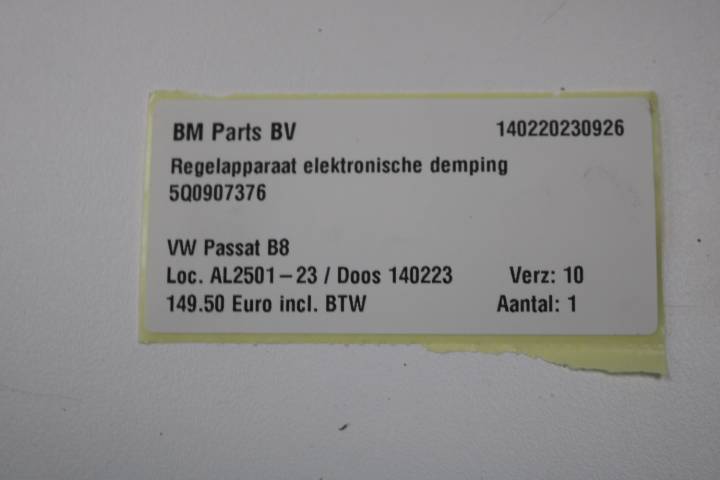 BM Parts BV 140220230926
Regelapparaat elektronische demping
5Q0907376
VW Passat B8
Loc. AL2501-23 / Doos 140223 Verz: 10
149.50 Euro incl. BTW Aantal: 1